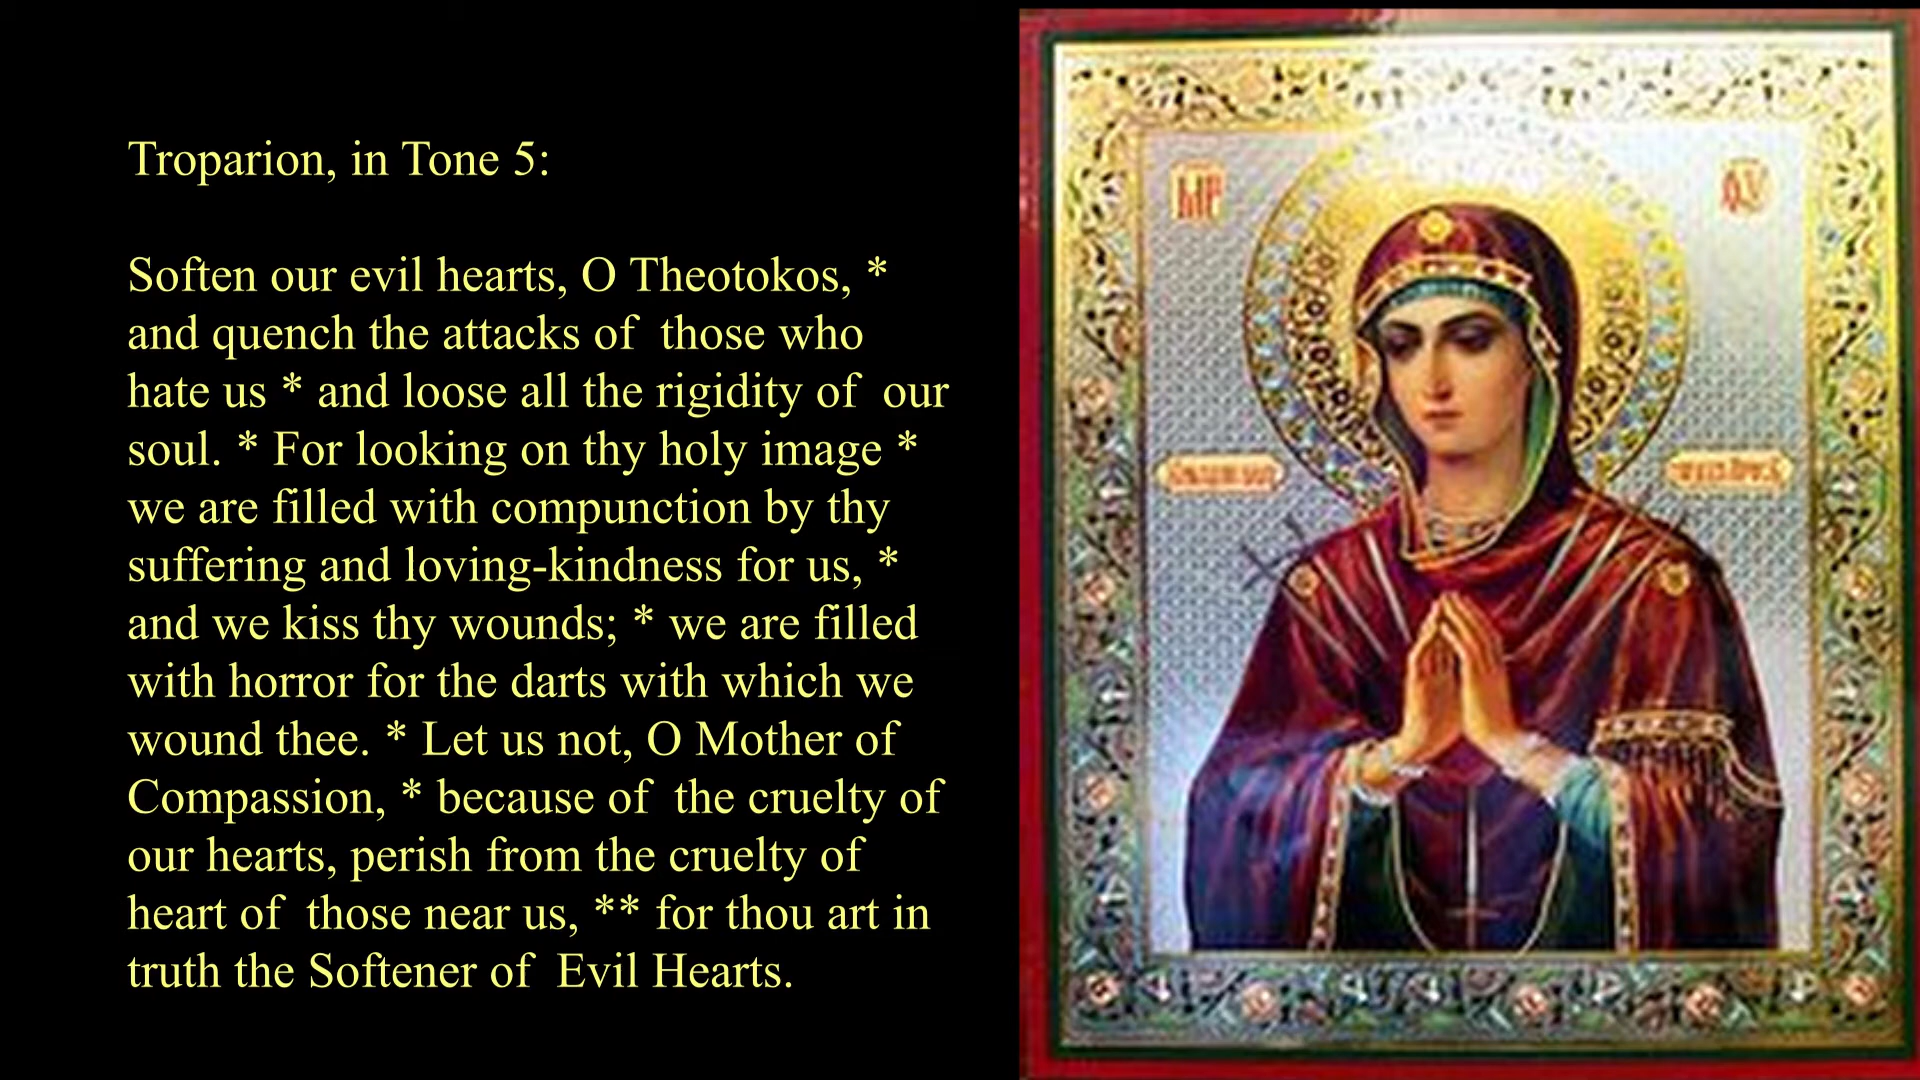 Troparion, in Tone 5:
Soften our evil hearts, O Theotokos, *
and quench the attacks of  those who
hate us * and loose all the rigidity of  our
soul. * For looking on thy holy image *
we are filled with compunction by thy
suffering and loving-kindness for us, *
and we kiss thy wounds; * we are filled
with horror for the darts with which we
wound thee. * Let us not, O Mother of
Compassion, * because of  the cruelty of
our hearts, perish from the cruelty of
heart of  those near us, ** for thou art in
truth the Softener of  Evil Hearts.